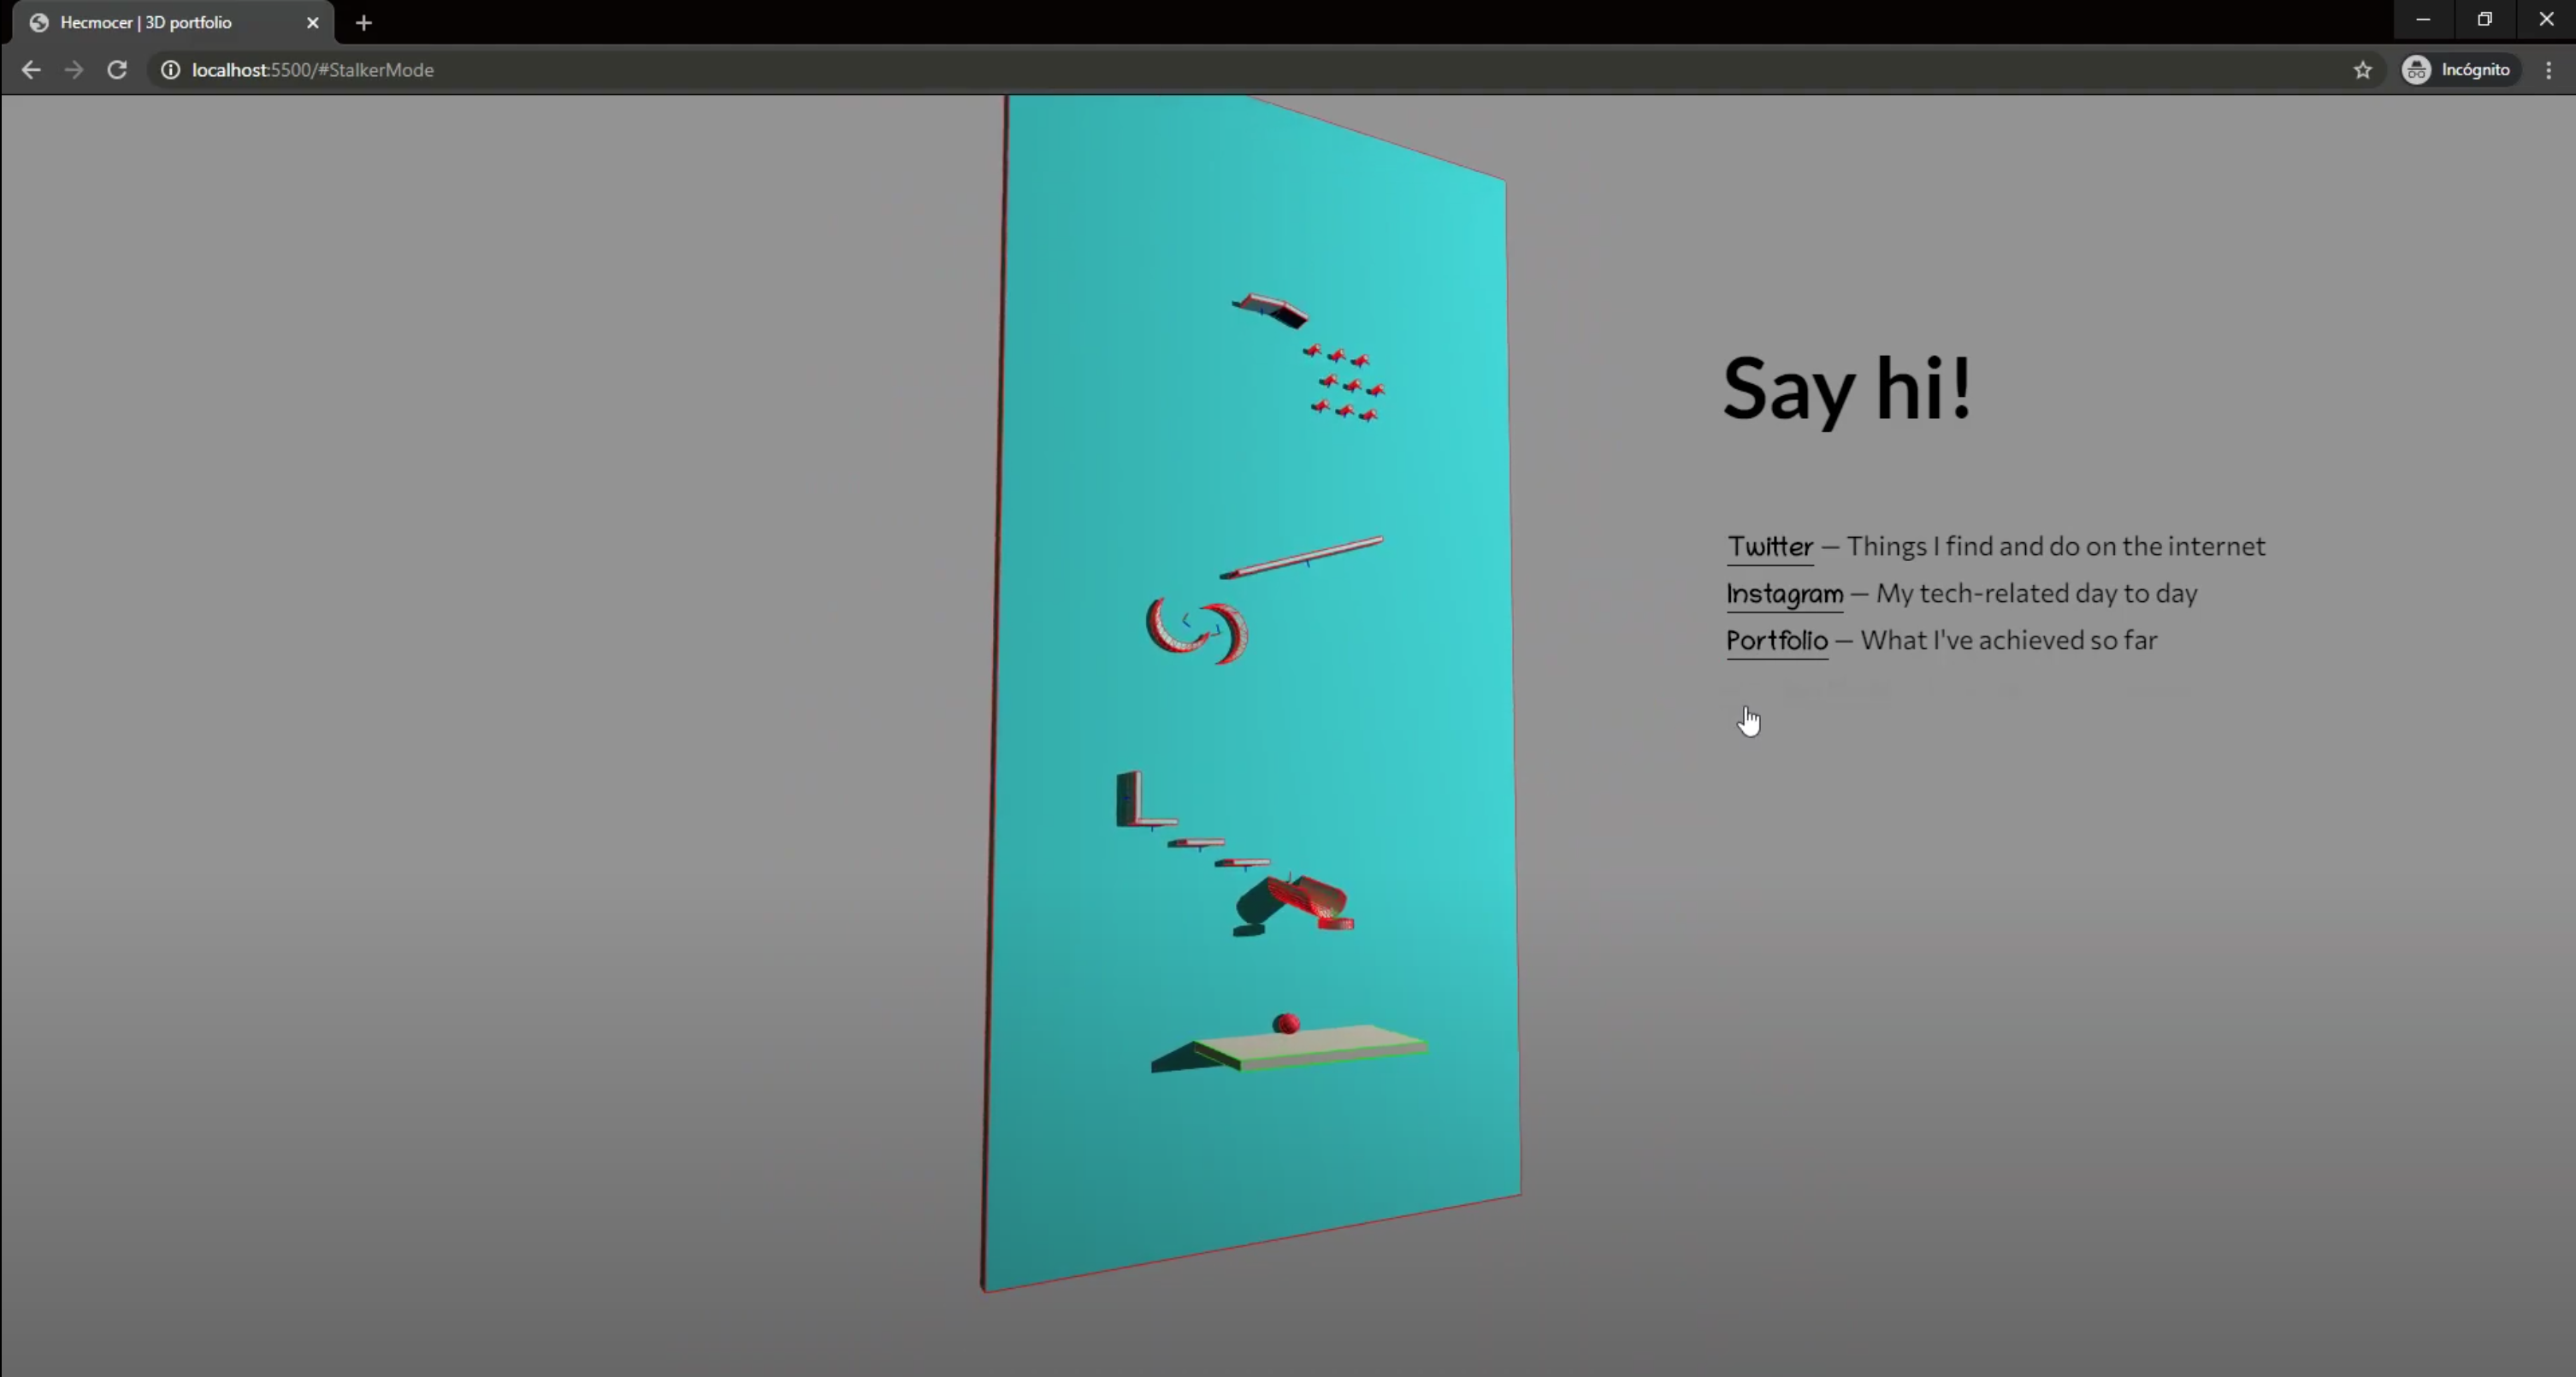 Hecmocer | 3D portfolio
localhost:5500/#StalkerMode
Incógnito
Say hi!
Twitter — Things I find and do on the internet
Instagram — My tech-related day to day
Portfolio — What I've achieved so far